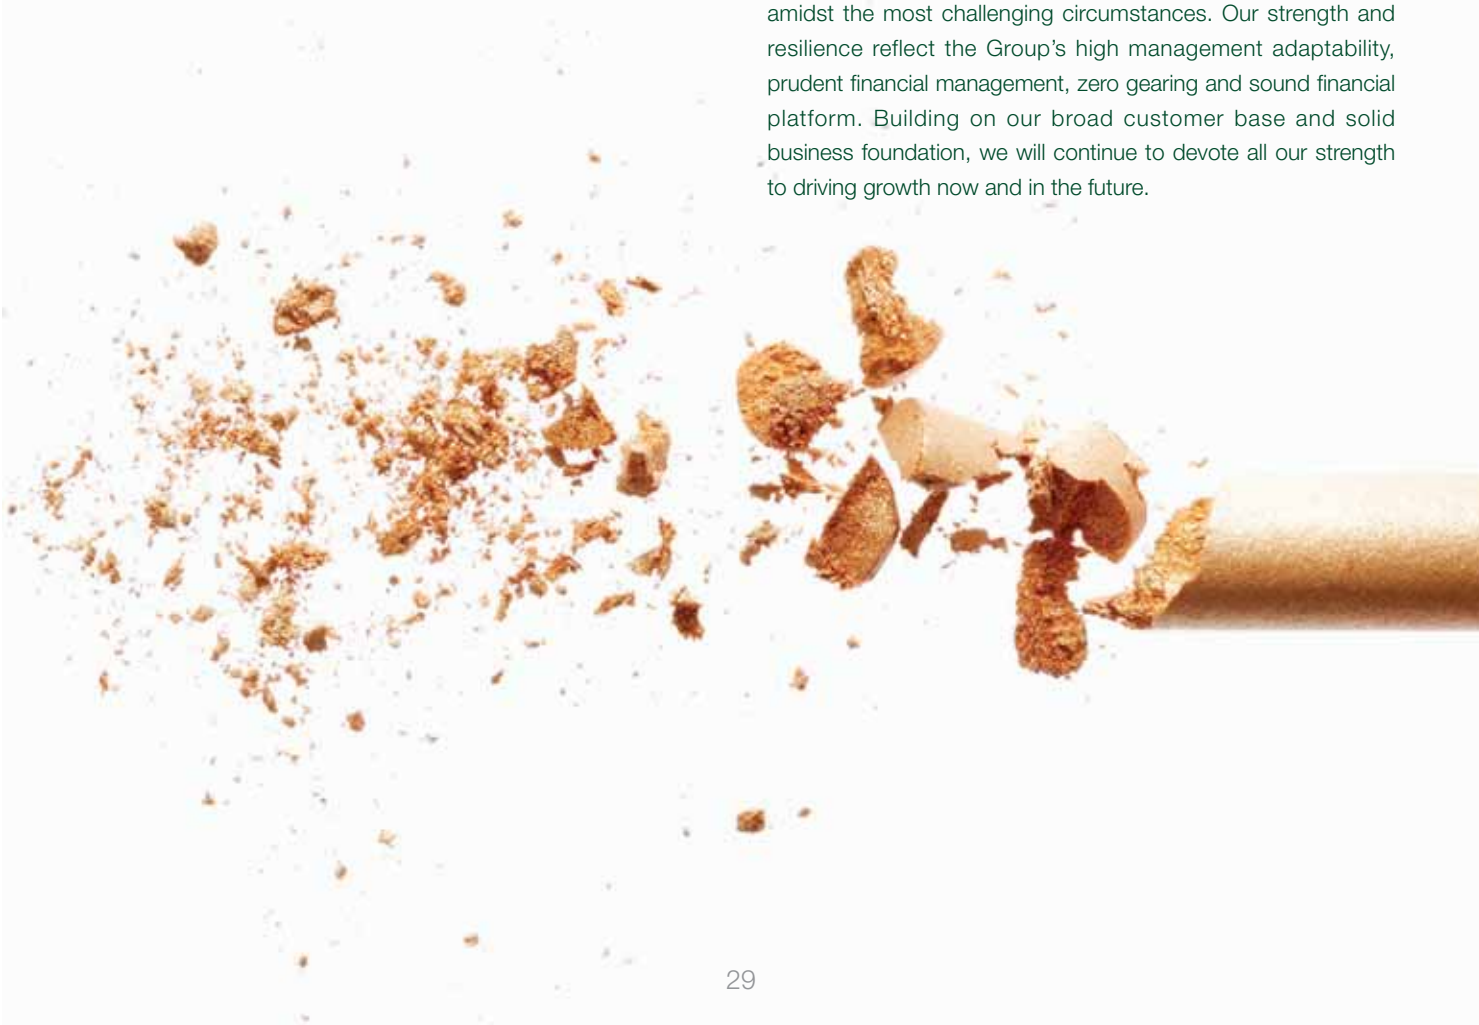 amidst the most challenging circumstances. Our strength and
resilience reflect the Group’s high management adaptability,
prudent financial management, zero gearing and sound financial
platform. Building on our broad customer base and solid
business foundation, we will continue to devote all our strength
to driving growth now and in the future.
29